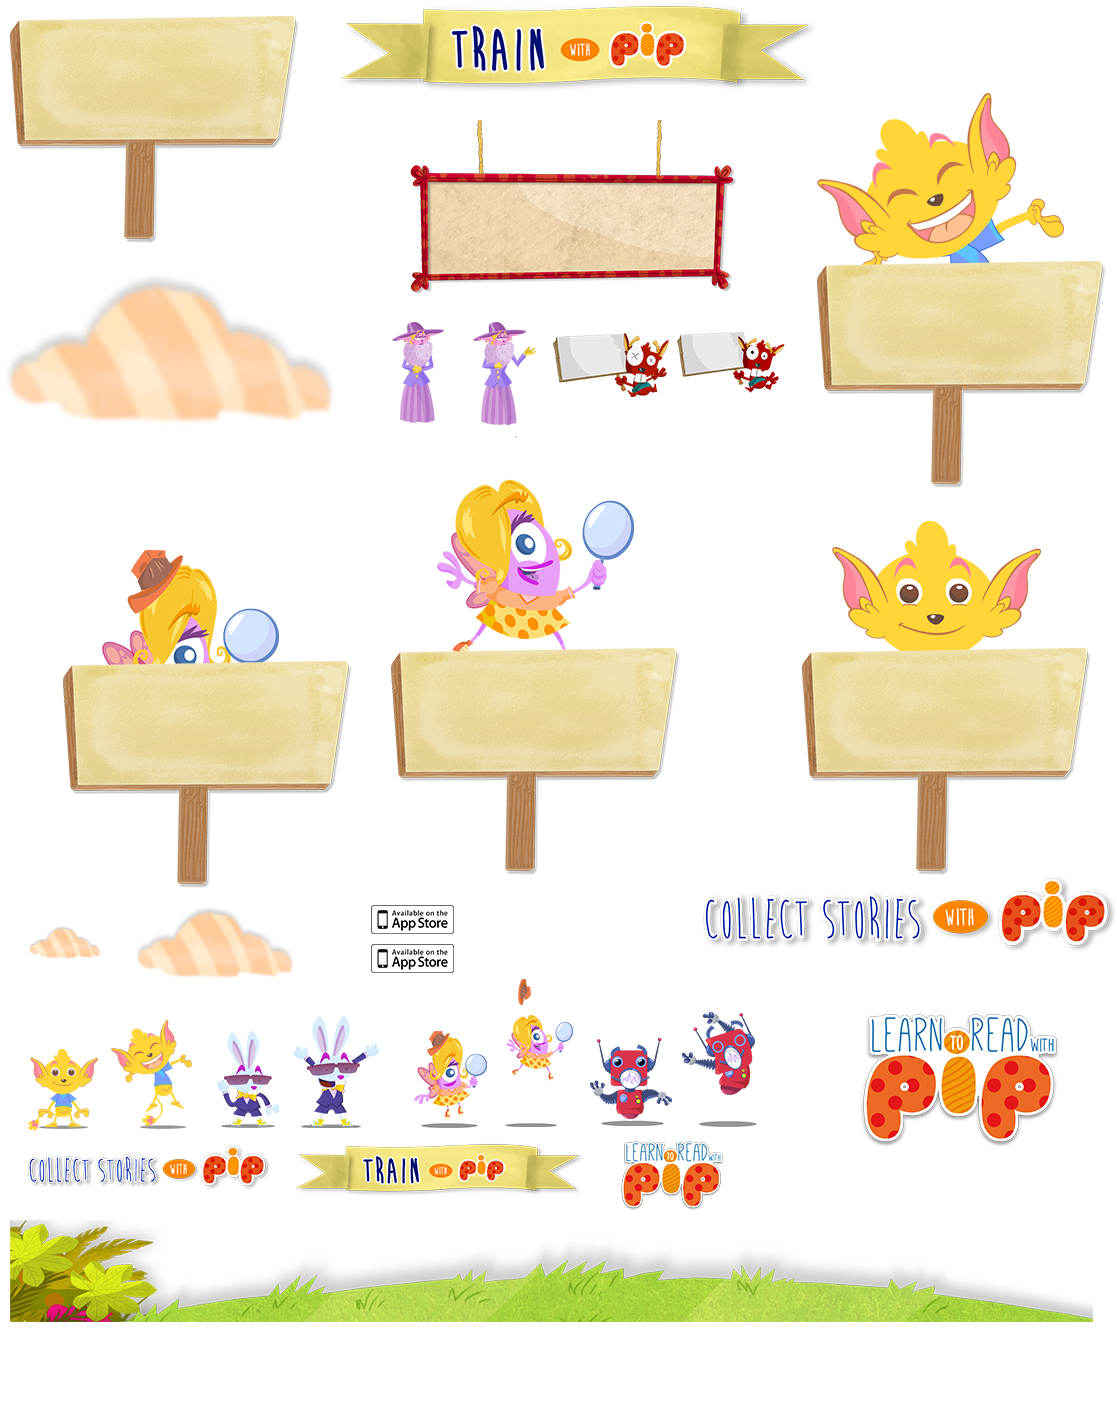 TRAIN WITH PIP
COLLECT STORIES WITH PIP
Available on the
App Store
Available on the
App Store
LEARN TO READ WITH
PIP
COLLECT STORIES WITH PIP
TRAIN WITH PIP
LEARN TO READ WITH
PIP